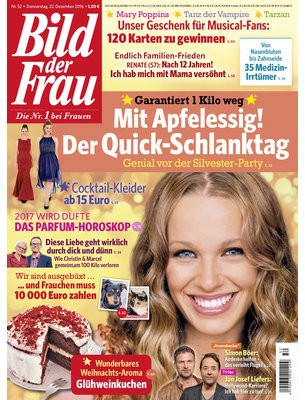 Nr. 52 • Donnerstag, 22. Dezember 2016 • 1,20 €
Bild
der
Frau
Die Nr. 1 bei Frauen
Mary Poppins ★ Tanz der Vampire ★ Tarzan
Unser Geschenk für Musical-Fans:
120 Karten zu gewinnen
Endlich Familien-Frieden
RENATE (57): Nach 12 Jahren!
Ich hab mich mit Mama versöhnt
Von
Nasenbluten
bis Zahnseide
35 Medizin-
Irrtümer
★ Garantiert 1 Kilo weg ★
Mit Apfelessig!
Der Quick-Schlanktag
Genial vor der Silvester-Party
★ Cocktail-Kleider
ab 15 Euro
2017 WIRD DUFTE
DAS PARFUM-HOROSKOP
Diese Liebe geht wirklich
durch dick und dünn
Wie Christin & Marcel
gemeinsam 100 Kilo verloren
Wir sind ausgebüxt ...
... und Frauchen muss
10 000 Euro zahlen
★ Wunderbares
Weihnachts-Aroma
Glühweinkuchen
Simon Böer:
TV-Star
Jan Josef Liefers:
Hollywood-Karriere?